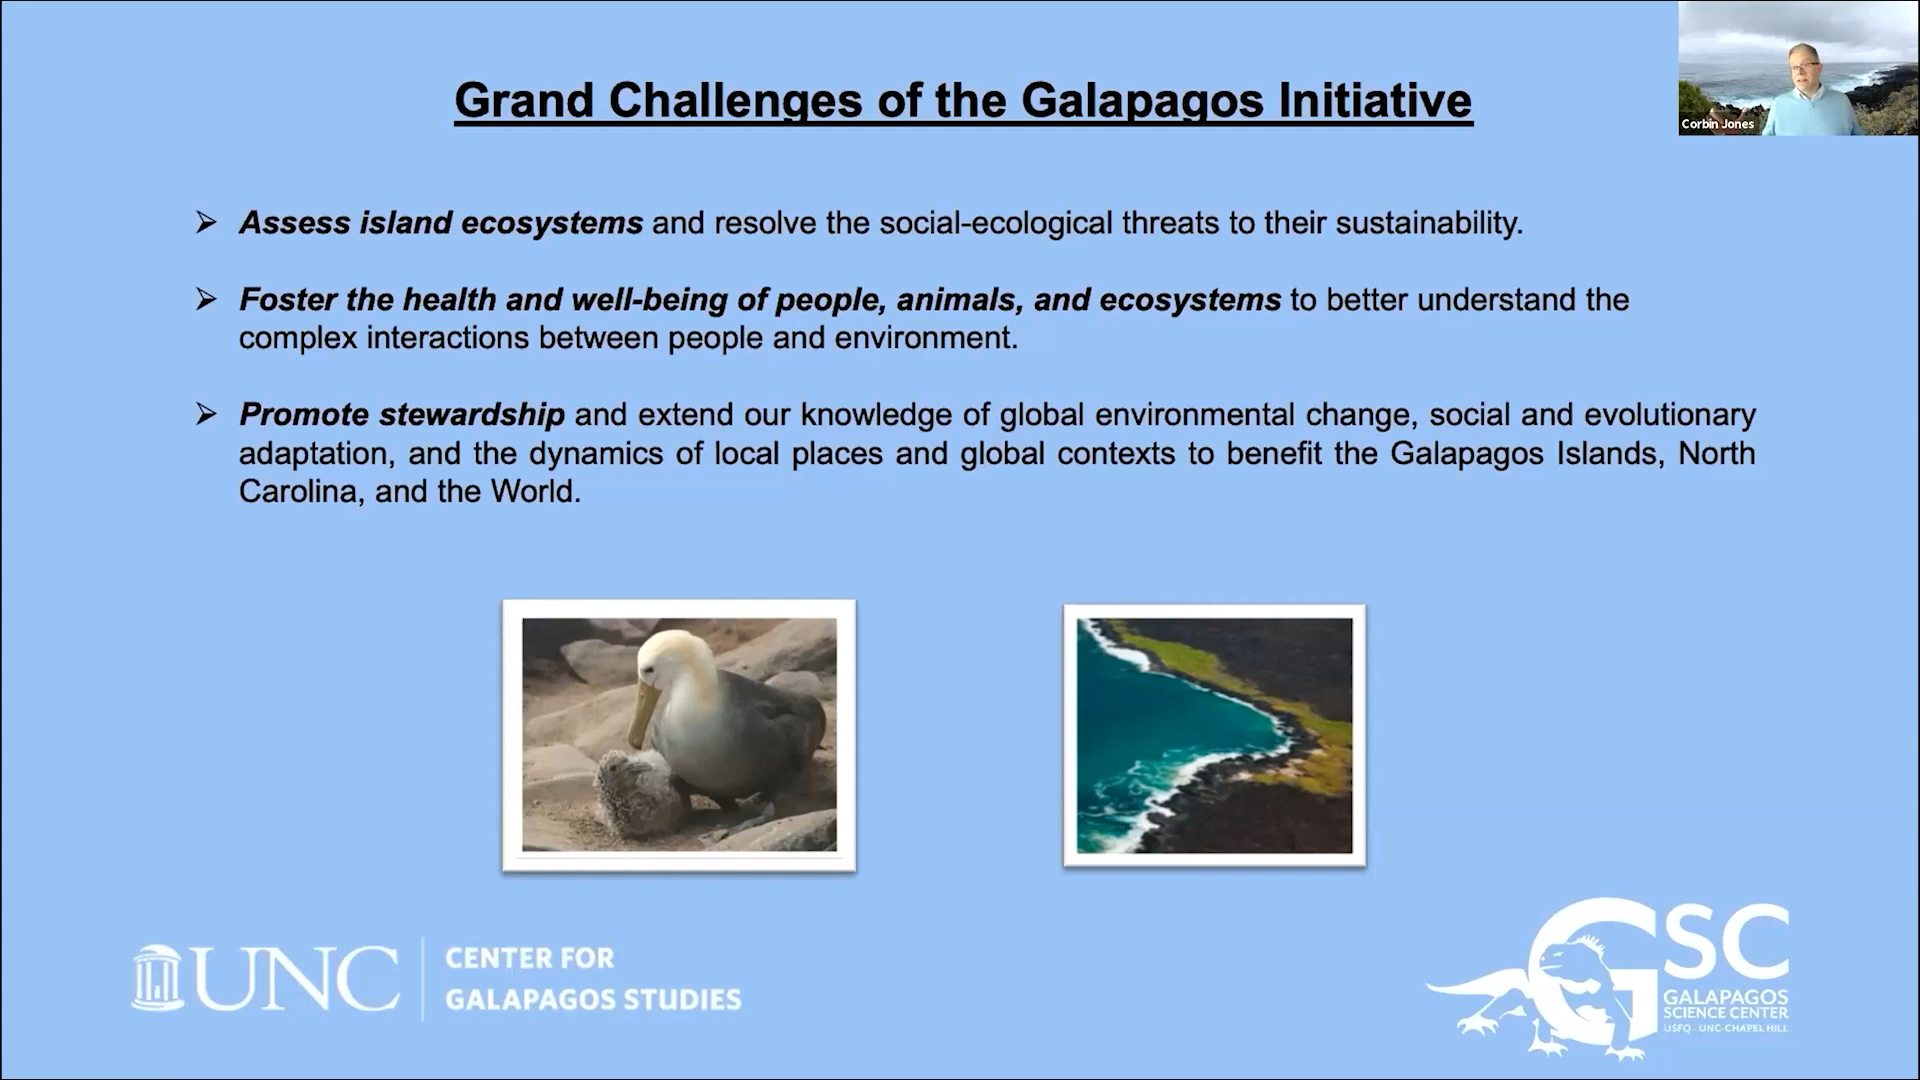 Grand Challenges of the Galapagos Initiative
Corbin Jones
➢ Assess island ecosystems and resolve the social-ecological threats to their sustainability.
➢ Foster the health and well-being of people, animals, and ecosystems to better understand the
complex interactions between people and environment.
➢ Promote stewardship and extend our knowledge of global environmental change, social and evolutionary
adaptation, and the dynamics of local places and global contexts to benefit the Galapagos Islands, North
Carolina, and the World.
UNC
CENTER FOR
GALAPAGOS STUDIES
GSC
GALAPAGOS
SCIENCE CENTER
USFQ - UNC-CHAPEL HILL